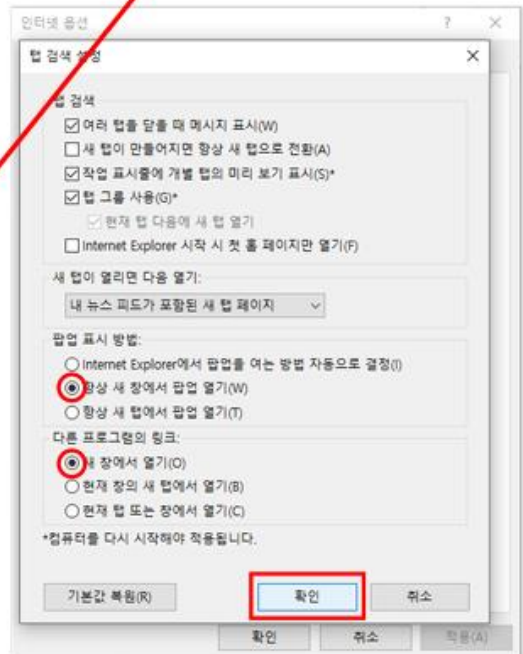 인터넷 옵션 ? ×
탭 검색 설정 ×
탭 검색
여러 탭을 닫을 때 메시지 표시(W)
새 탭이 만들어지면 항상 새 탭으로 전환(A)
작업 표시줄에 개별 탭의 미리 보기 표시(S)*
탭 그룹 사용(G)*
현재 탭 다음에 새 탭 열기
Internet Explorer 시작 시 첫 홈 페이지만 열기(F)
새 탭이 열리면 다음 열기:
내 뉴스 피드가 포함된 새 탭 페이지
팝업 표시 방법:
Internet Explorer에서 팝업을 여는 방법 자동으로 결정(I)
항상 새 창에서 팝업 열기(W)
항상 새 탭에서 팝업 열기(T)
다른 프로그램의 링크:
새 창에서 열기(O)
현재 창의 새 탭에서 열기(B)
현재 탭 또는 창에서 열기(C)
*컴퓨터를 다시 시작해야 적용됩니다.
기본값 복원(R) 확인 취소
확인 취소 적용(A)